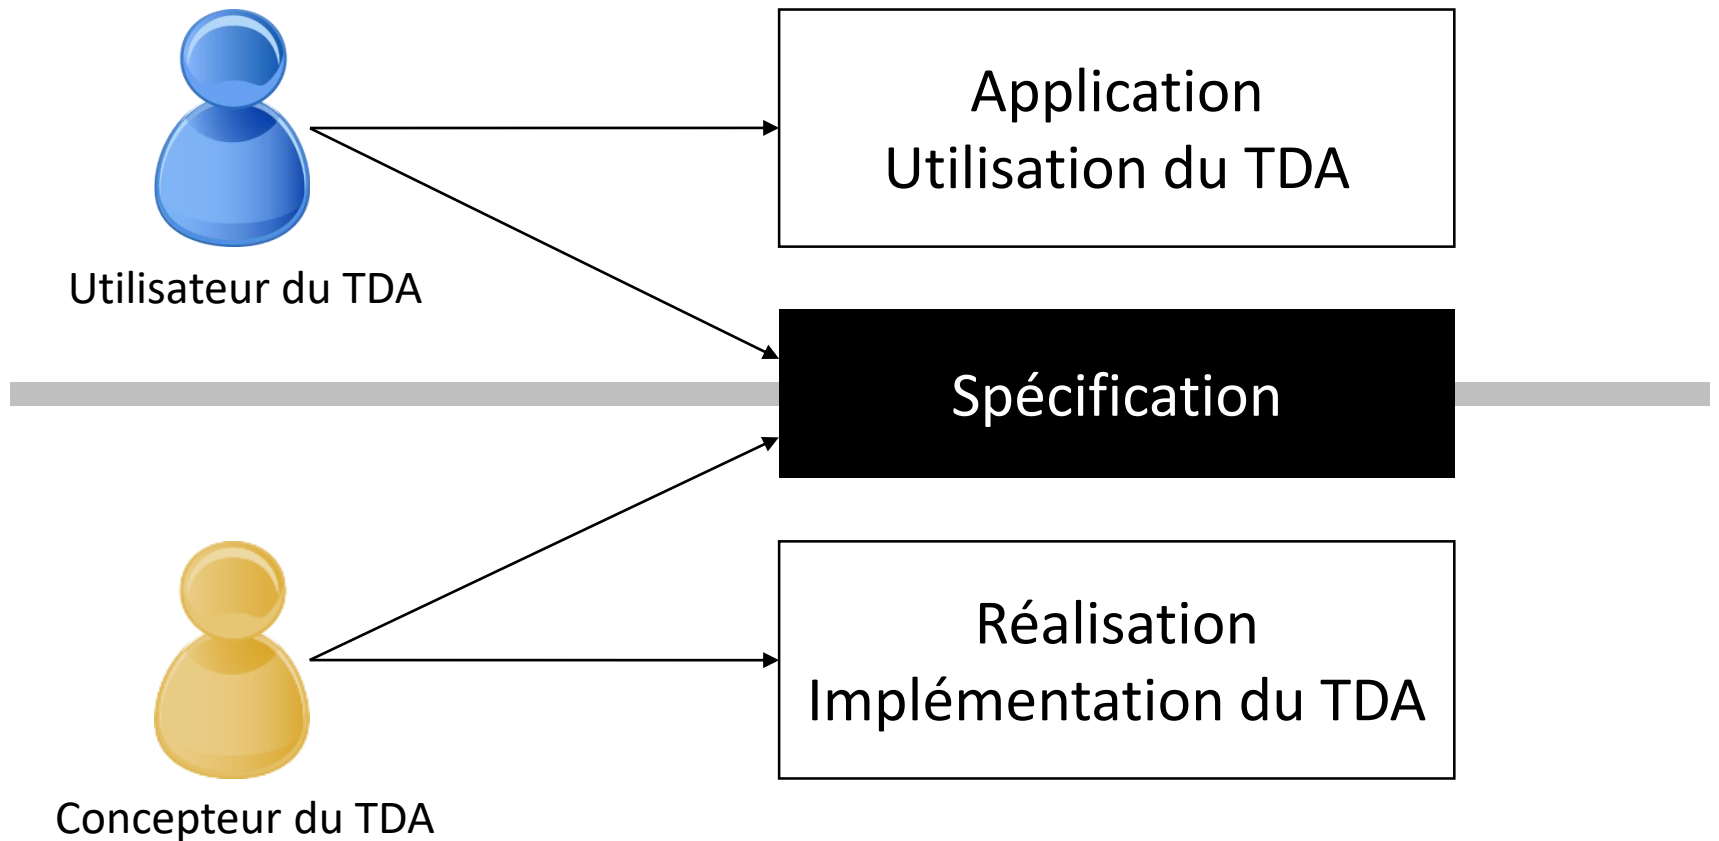 Application
Utilisation du TDA
Utilisateur du TDA
Spécification
Réalisation
Implémentation du TDA
Concepteur du TDA